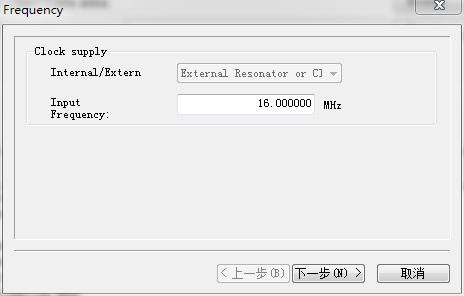 Frequency
Clock supply
Internal/Extern
External Resonator or Cl
Input
Frequency:
16.000000
MHz
< 上一步(B)
下一步(N) >
取消